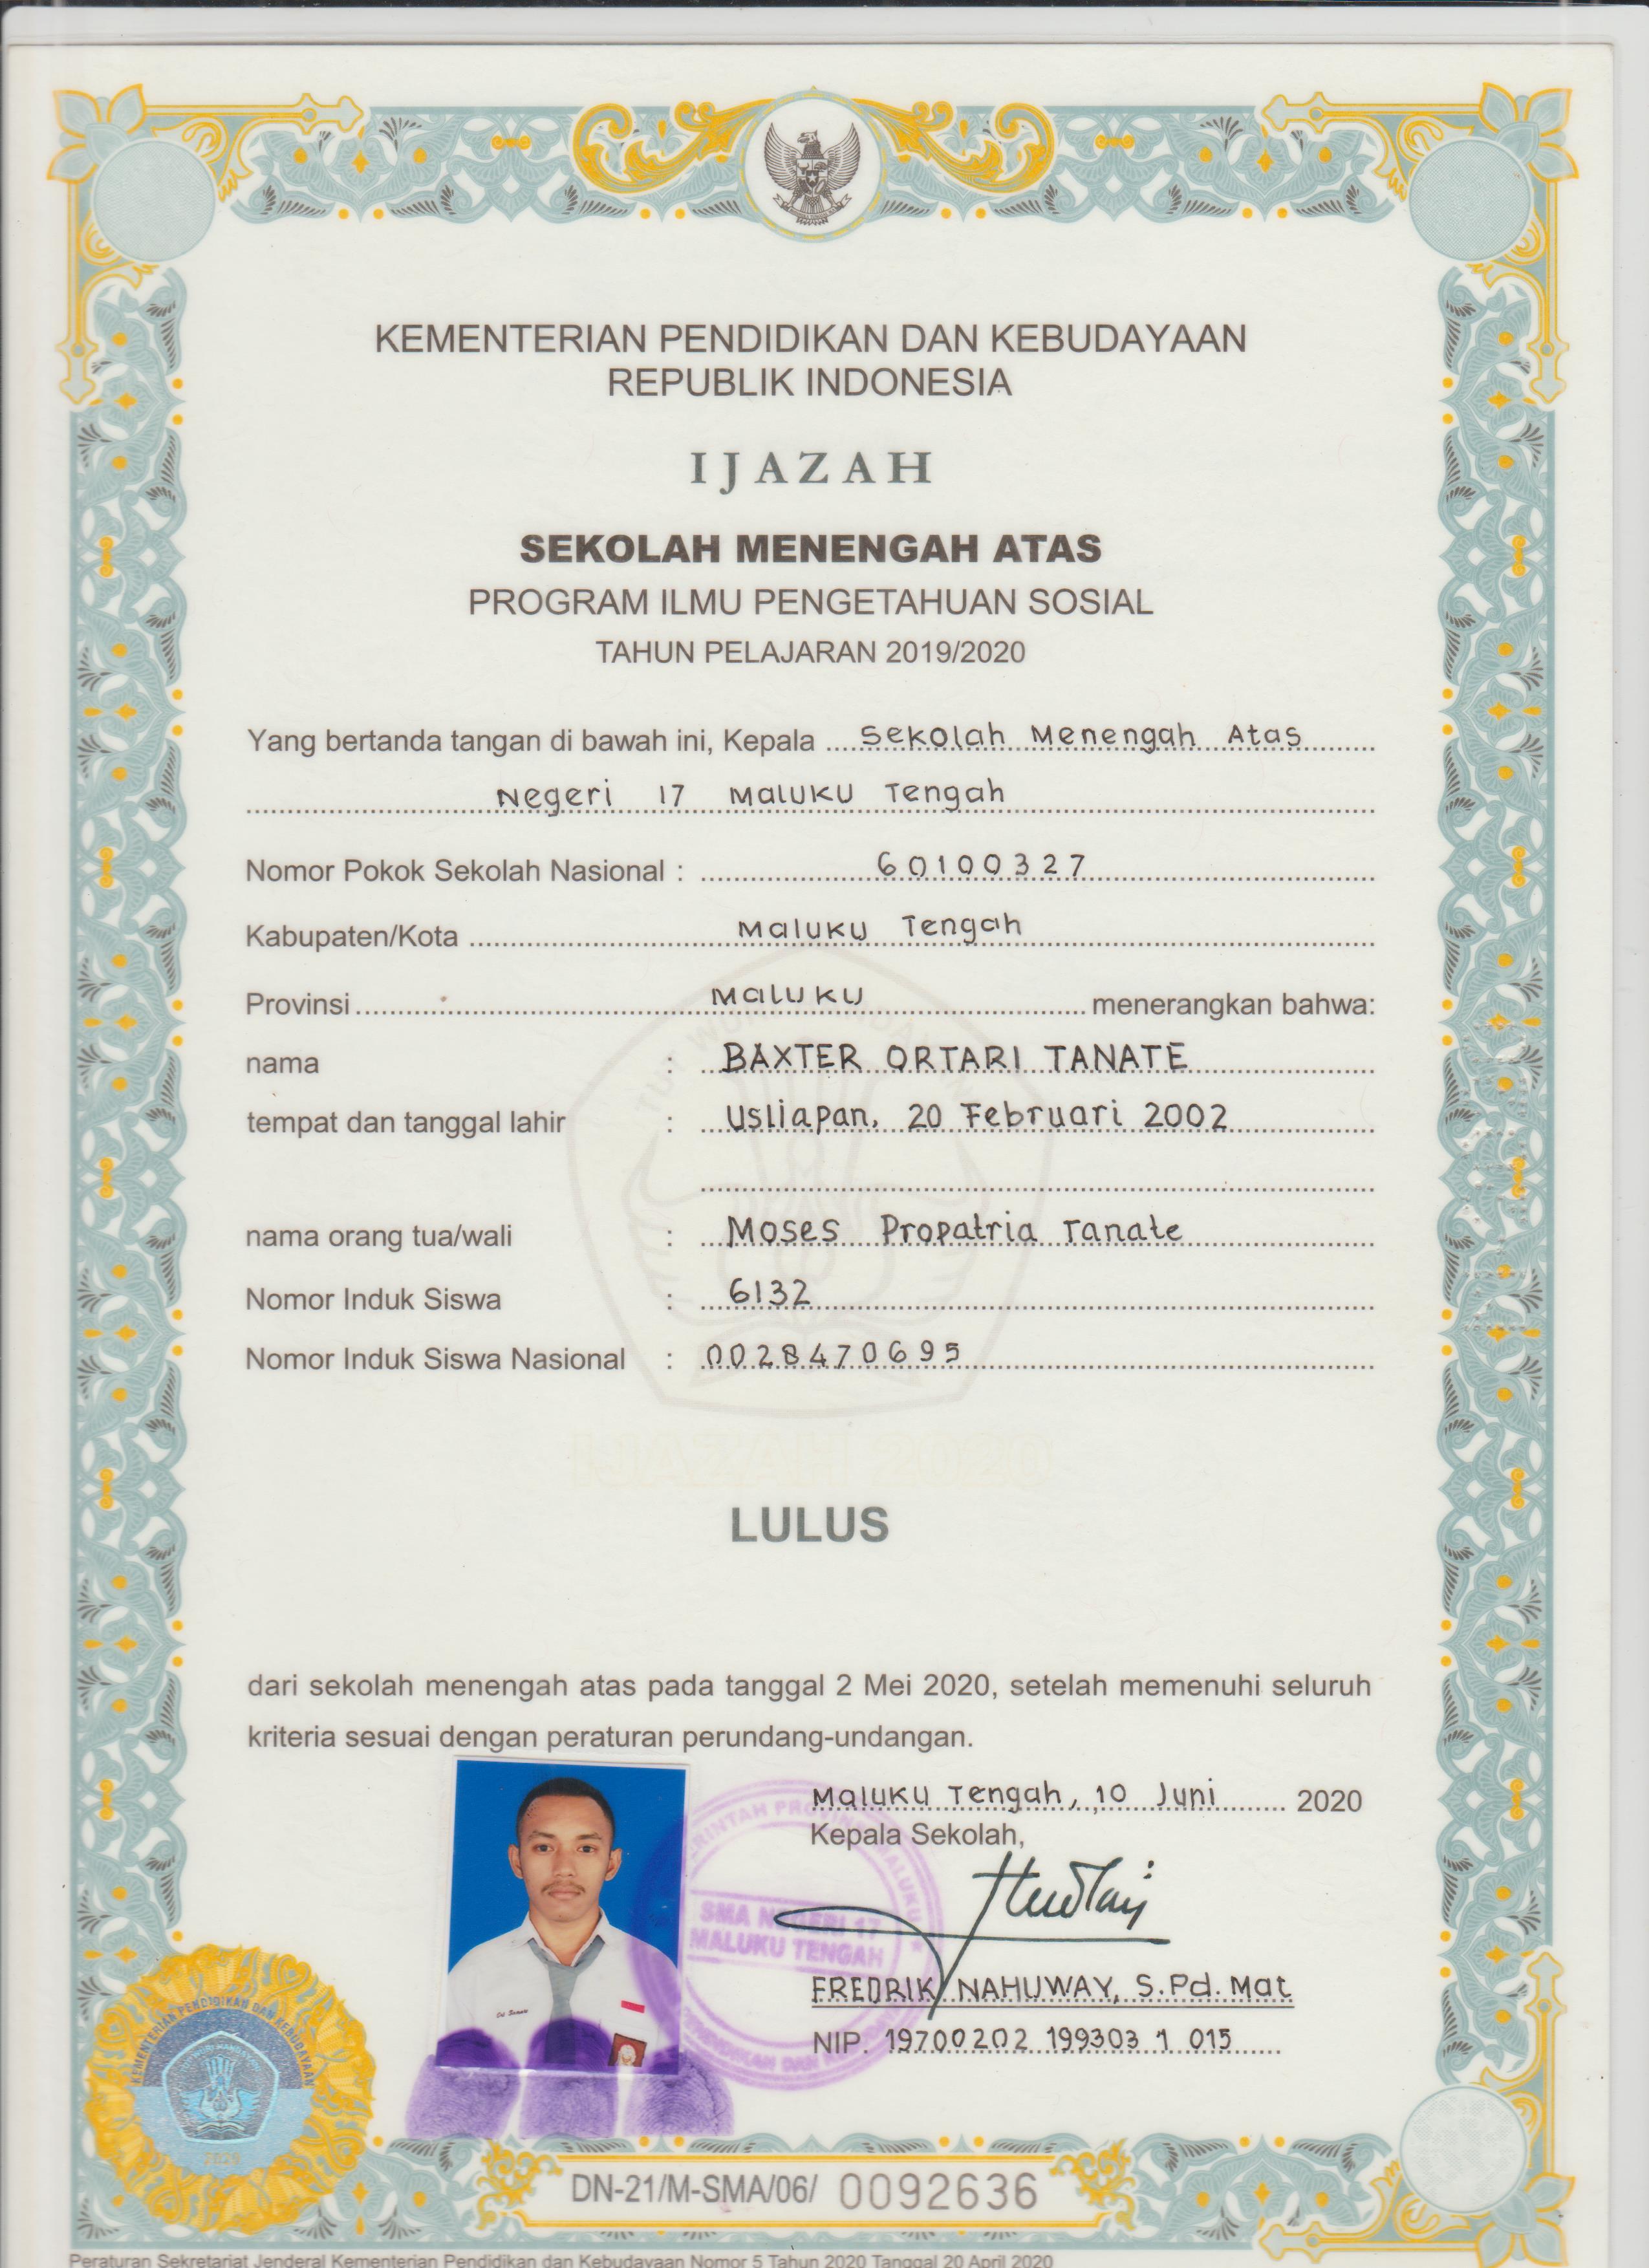 KEMENTERIAN PENDIDIKAN DAN KEBUDAYAAN
REPUBLIK INDONESIA
IJAZAH
SEKOLAH MENENGAH ATAS
PROGRAM ILMU PENGETAHUAN SOSIAL
TAHUN PELAJARAN 2019/2020
Yang bertanda tangan di bawah ini, Kepala Sekolah Menengah Atas
Negeri 17 Maluku Tengah
Nomor Pokok Sekolah Nasional : 60100327
Kabupaten/Kota Maluku Tengah
Provinsi Maluku menerangkan bahwa:
nama : BAXTER ORTARI TANATE
tempat dan tanggal lahir : Usliapan, 20 Februari 2002
nama orang tua/wali : Moses Propatria Tanate
Nomor Induk Siswa : 6132
Nomor Induk Siswa Nasional : 0028470695
IJAZAH 2020
LULUS
dari sekolah menengah atas pada tanggal 2 Mei 2020, setelah memenuhi seluruh
kriteria sesuai dengan peraturan perundang-undangan.
Maluku Tengah, 10 Juni 2020
Kepala Sekolah,
SMA NEGERI 17
MALUKU TENGAH
FREDRIK NAHUWAY, S.Pd.Mat
NIP. 19700202 199303 1 015
KEMENTERIAN PENDIDIKAN DAN KEBUDAYAAN
2020
DN-21/M-SMA/06/ 0092636
Peraturan Sekretariat Jenderal Kementerian Pendidikan dan Kebudayaan Nomor 5 Tahun 2020 Tanggal 20 April 2020